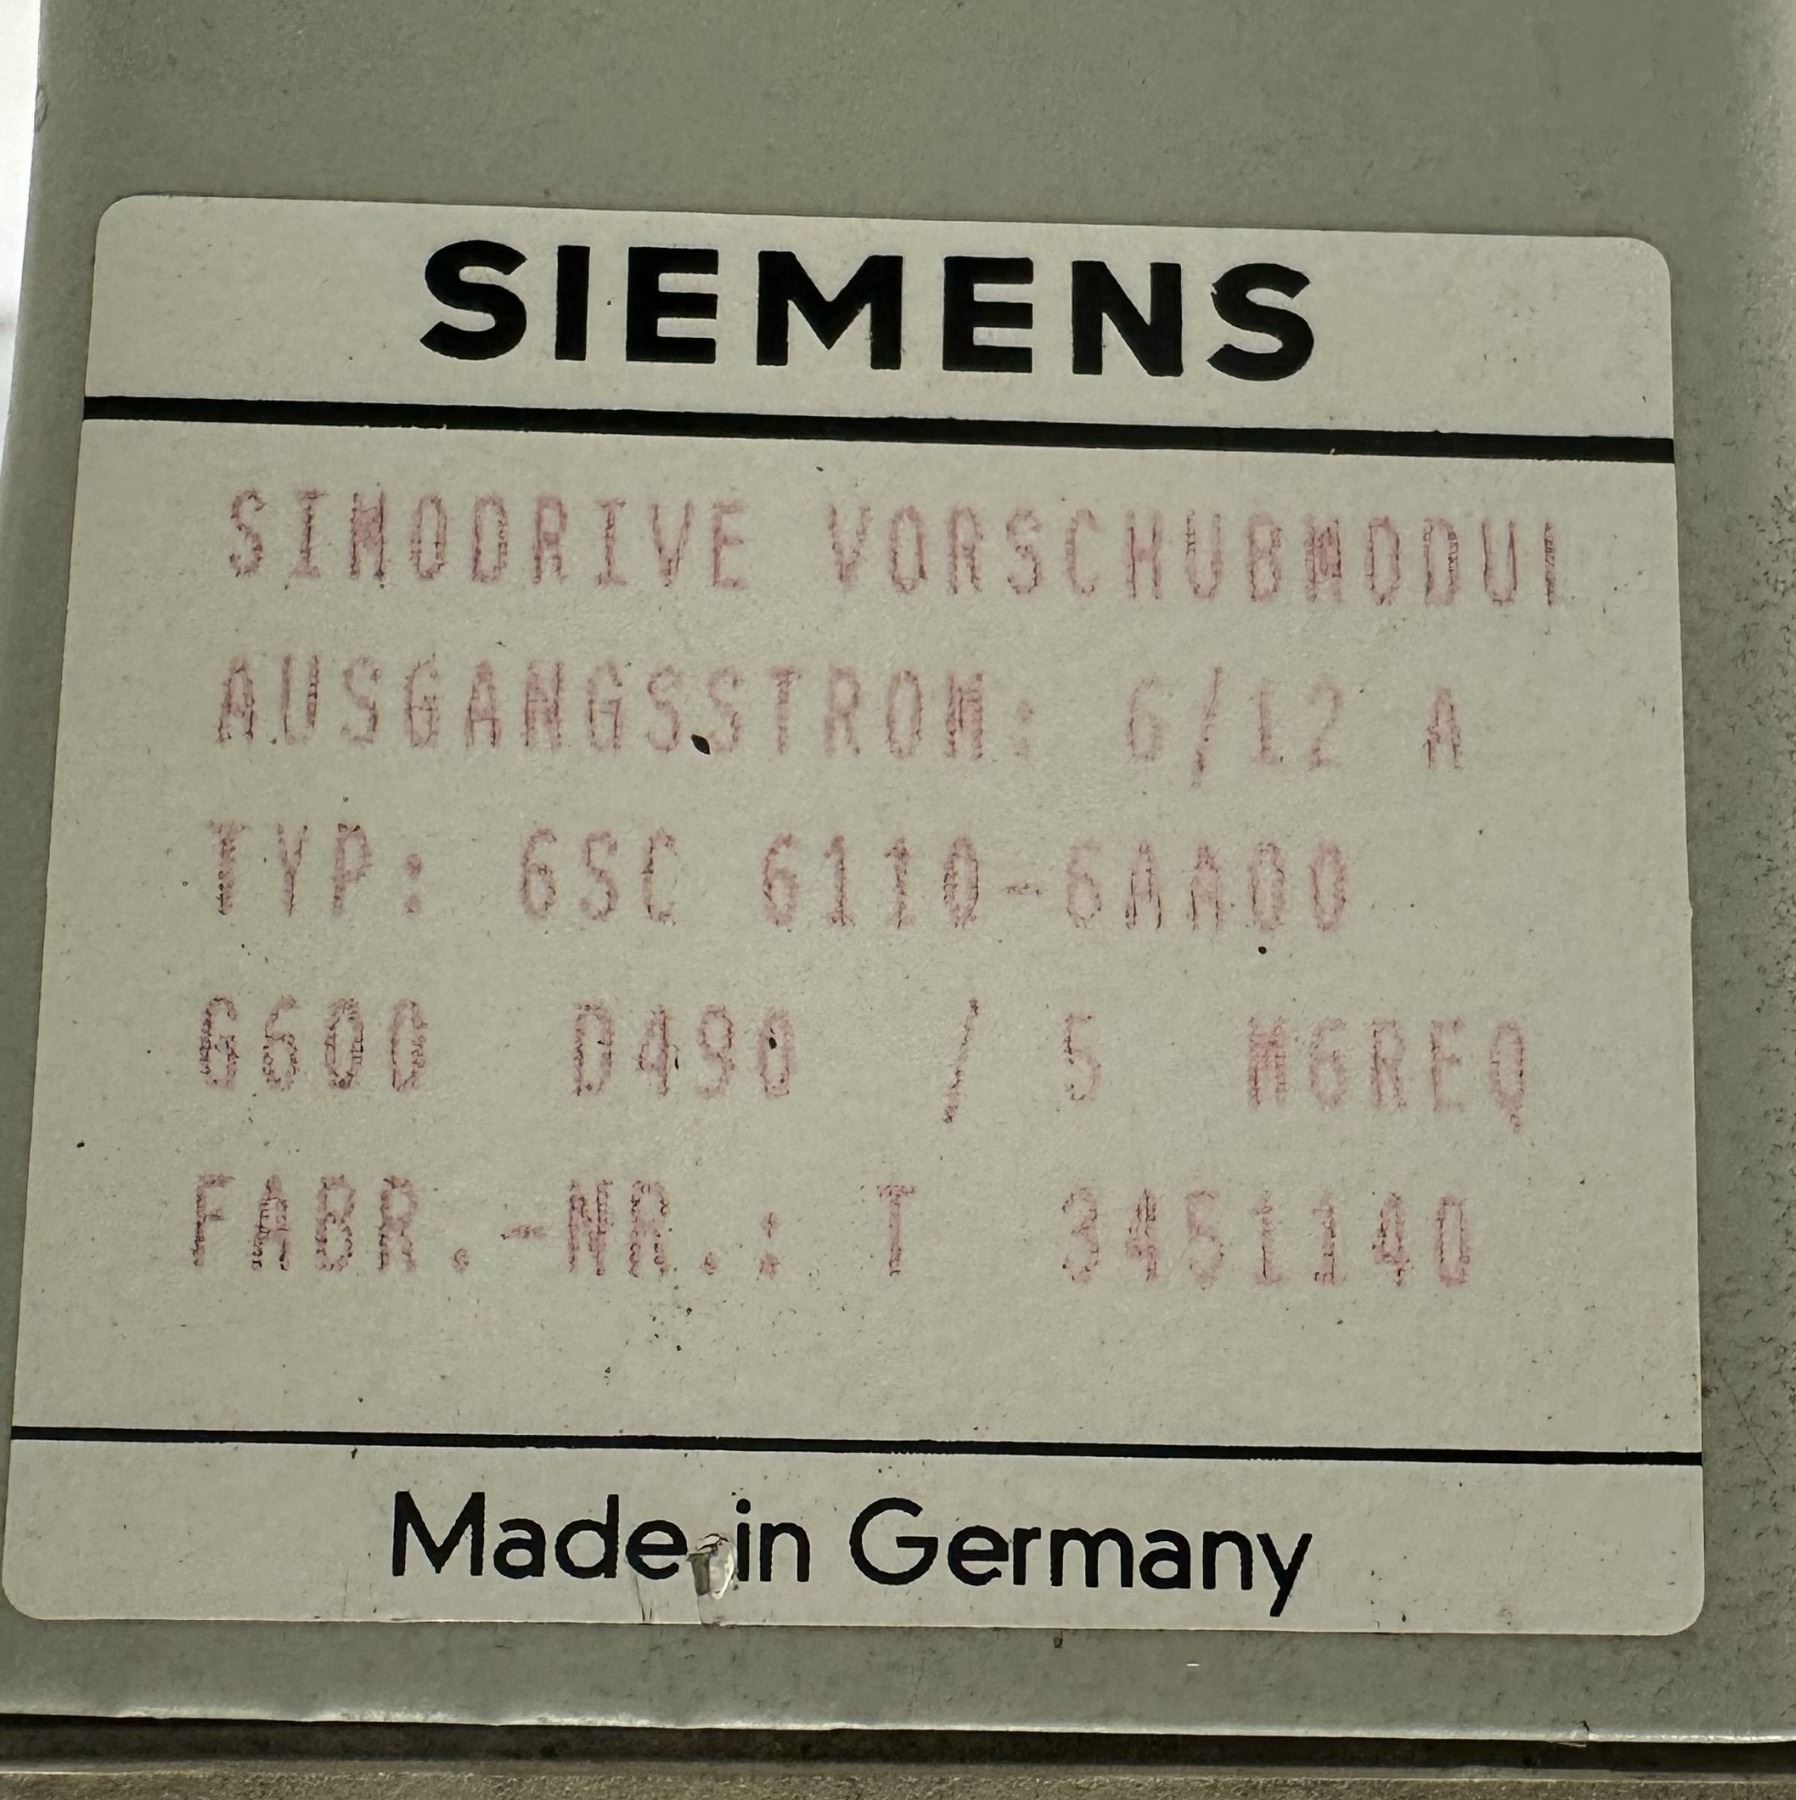 SIEMENS
SIMODRIVE VORSCHUBMODUL
AUSGANGSSTROM: 6/12 A
TYP: 6SC 6110-6AA00
G600 D490 / 5 MGREQ
FABR.-NR.: T 3451140
Made in Germany